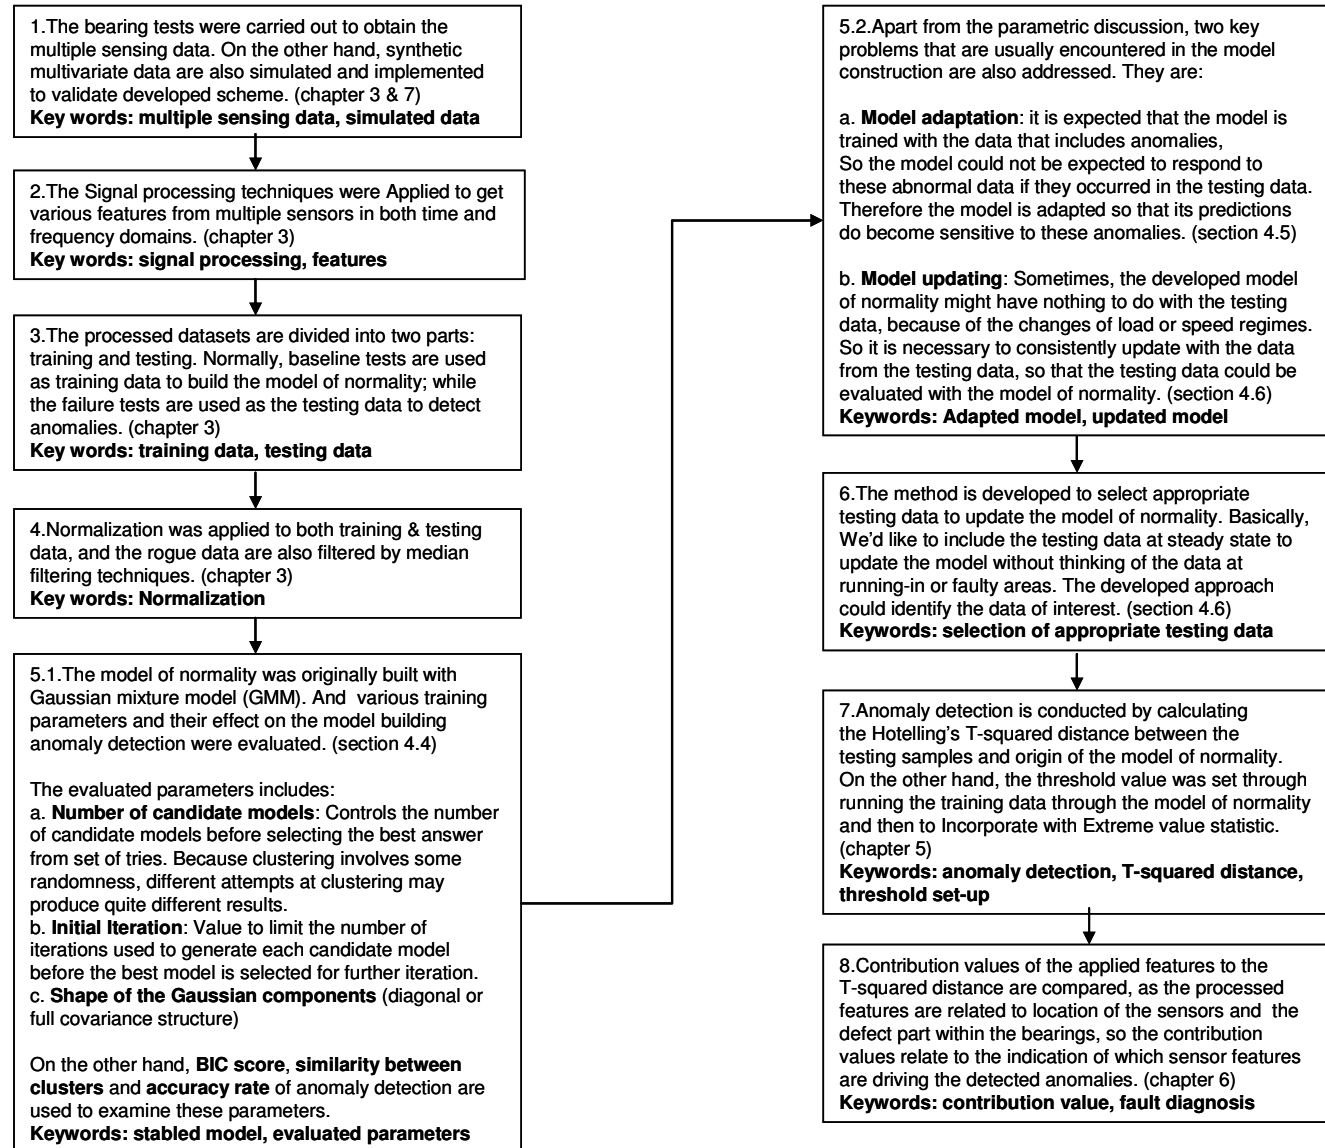 1.The bearing tests were carried out to obtain the
multiple sensing data. On the other hand, synthetic
multivariate data are also simulated and implemented
to validate developed scheme. (chapter 3 & 7)
Key words: multiple sensing data, simulated data
2.The Signal processing techniques were Applied to get
various features from multiple sensors in both time and
frequency domains. (chapter 3)
Key words: signal processing, features
3.The processed datasets are divided into two parts:
training and testing. Normally, baseline tests are used
as training data to build the model of normality; while
the failure tests are used as the testing data to detect
anomalies. (chapter 3)
Key words: training data, testing data
4.Normalization was applied to both training & testing
data, and the rogue data are also filtered by median
filtering techniques. (chapter 3)
Key words: Normalization
5.1.The model of normality was originally built with
Gaussian mixture model (GMM). And various training
parameters and their effect on the model building
anomaly detection were evaluated. (section 4.4)
The evaluated parameters includes:
a. Number of candidate models: Controls the number
of candidate models before selecting the best answer
from set of tries. Because clustering involves some
randomness, different attempts at clustering may
produce quite different results.
b. Initial Iteration: Value to limit the number of
iterations used to generate each candidate model
before the best model is selected for further iteration.
c. Shape of the Gaussian components (diagonal or
full covariance structure)
On the other hand, BIC score, similarity between
clusters and accuracy rate of anomaly detection are
used to examine these parameters.
Keywords: stabled model, evaluated parameters
5.2.Apart from the parametric discussion, two key
problems that are usually encountered in the model
construction are also addressed. They are:
a. Model adaptation: it is expected that the model is
trained with the data that includes anomalies,
So the model could not be expected to respond to
these abnormal data if they occurred in the testing data.
Therefore the model is adapted so that its predictions
do become sensitive to these anomalies. (section 4.5)
b. Model updating: Sometimes, the developed model
of normality might have nothing to do with the testing
data, because of the changes of load or speed regimes.
So it is necessary to consistently update with the data
from the testing data, so that the testing data could be
evaluated with the model of normality. (section 4.6)
Keywords: Adapted model, updated model
6.The method is developed to select appropriate
testing data to update the model of normality. Basically,
We'd like to include the testing data at steady state to
update the model without thinking of the data at
running-in or faulty areas. The developed approach
could identify the data of interest. (section 4.6)
Keywords: selection of appropriate testing data
7.Anomaly detection is conducted by calculating
the Hotelling's T-squared distance between the
testing samples and origin of the model of normality.
On the other hand, the threshold value was set through
running the training data through the model of normality
and then to Incorporate with Extreme value statistic.
(chapter 5)
Keywords: anomaly detection, T-squared distance,
threshold set-up
8.Contribution values of the applied features to the
T-squared distance are compared, as the processed
features are related to location of the sensors and the
defect part within the bearings, so the contribution
values relate to the indication of which sensor features
are driving the detected anomalies. (chapter 6)
Keywords: contribution value, fault diagnosis